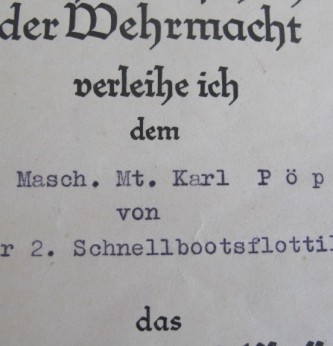 der Wehrmacht
verleihe ich
dem
Masch. Mt. Karl P ö p
von
r 2. Schnellbootsflottil
das